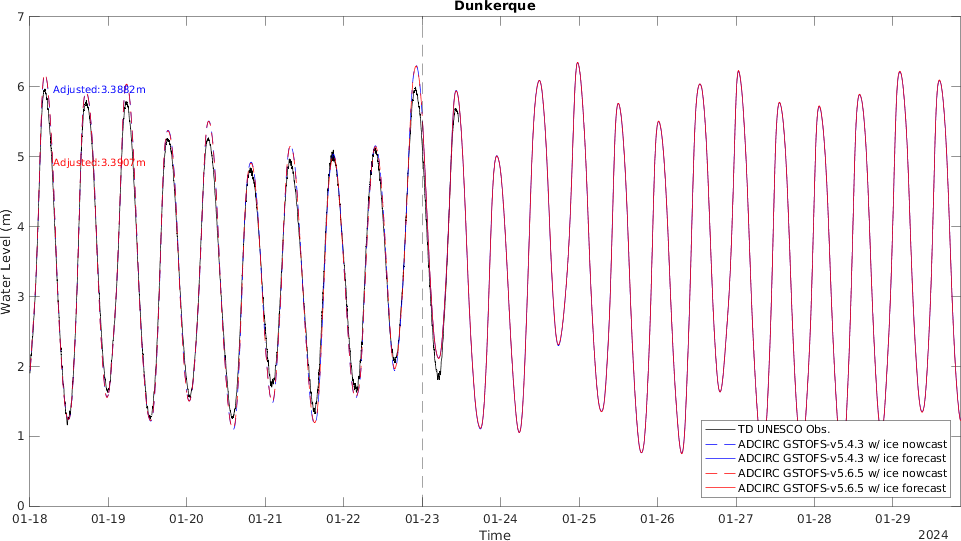 Dunkerque
7
6
5
4
3
2
1
0
Water Level (m)
Adjusted:3.3882m
Adjusted:3.3907m
TD UNESCO Obs.
ADCIRC GSTOFS-v5.4.3 w/ ice nowcast
ADCIRC GSTOFS-v5.4.3 w/ ice forecast
ADCIRC GSTOFS-v5.6.5 w/ ice nowcast
ADCIRC GSTOFS-v5.6.5 w/ ice forecast
01-18 01-19 01-20 01-21 01-22 01-23 01-24 01-25 01-26 01-27 01-28 01-29
Time
2024